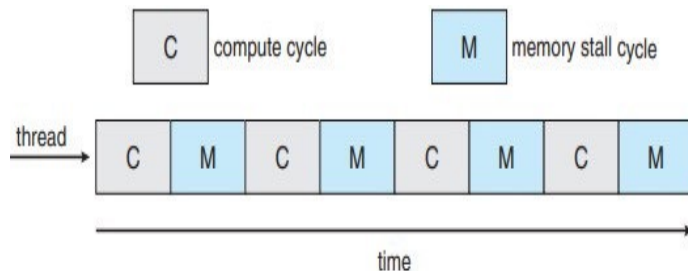 C compute cycle M memory stall cycle
thread
C M C M C M C M
time